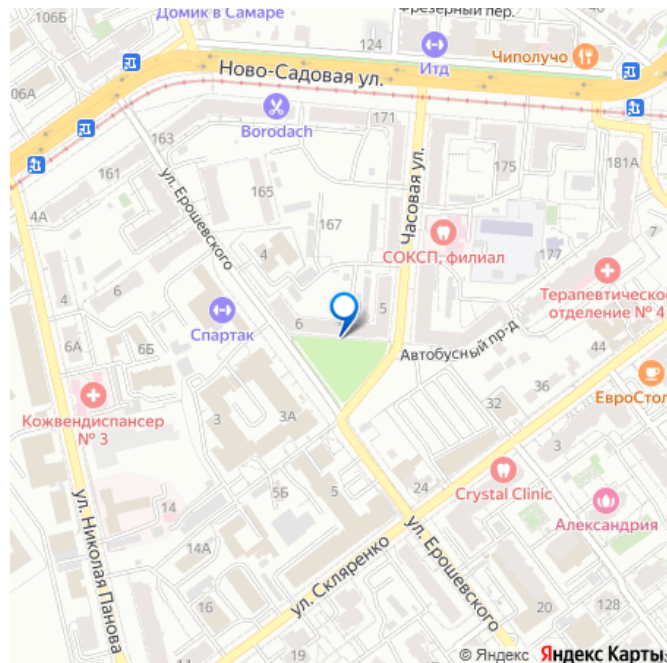 106Б
Домик в Самаре
Фрезерный пер.
124
Итд
Чиполучо
Ново-Садовая ул.
06А
Borodach
171
163
161
165
175
181А
4А
ул. Ерошевского
167
Часовая ул.
4
СОКСП, филиал
177
7
4
6
Спартак
6
5
Терапевтическое
отделение № 4
6А
6Б
Автобусный пр-д
44
36
ЕвроСтол
Кожвендиспансер
№ 3
3
3А
32
3
5Б
5
24
Crystal Clinic
Александрия
14
14А
ул. Николая Панова
ул. Скляренко
ул. Ерошевского
16
20
128
19
© Яндекс Яндекс Карты